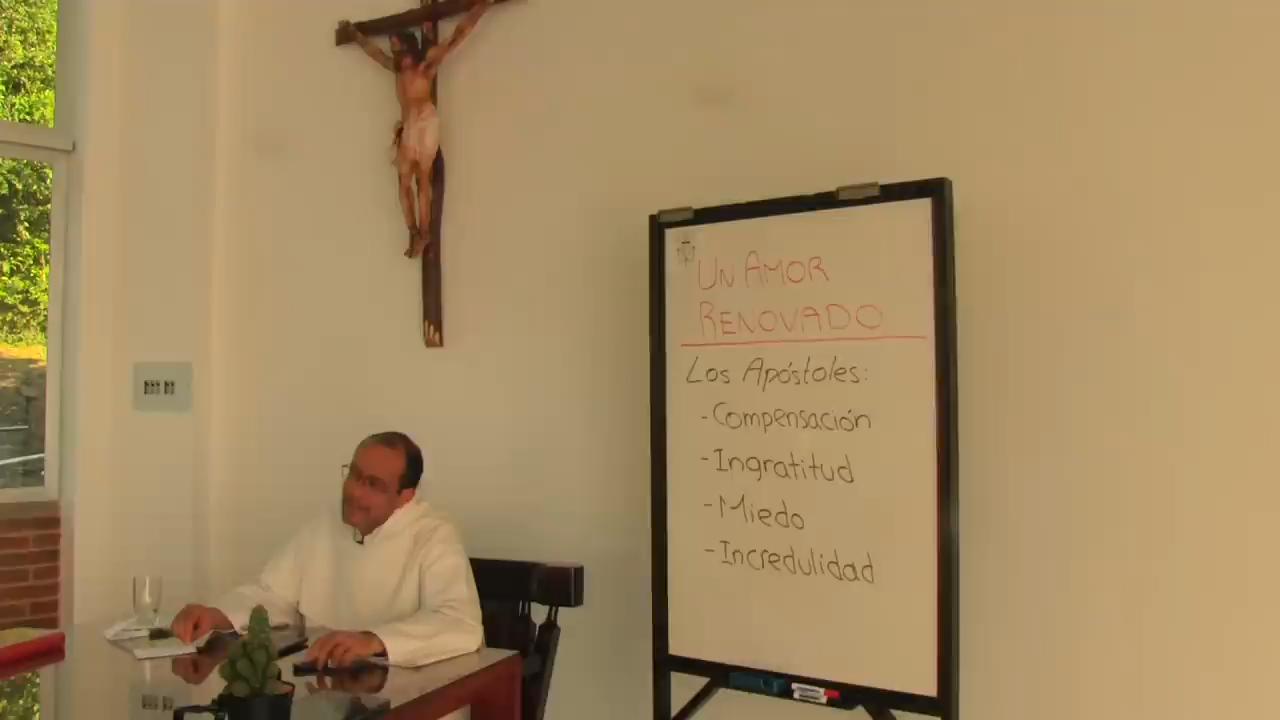 UN AMOR
RENOVADO
Los Apóstoles:
-Compensación
-Ingratitud
-Miedo
-Incredulidad